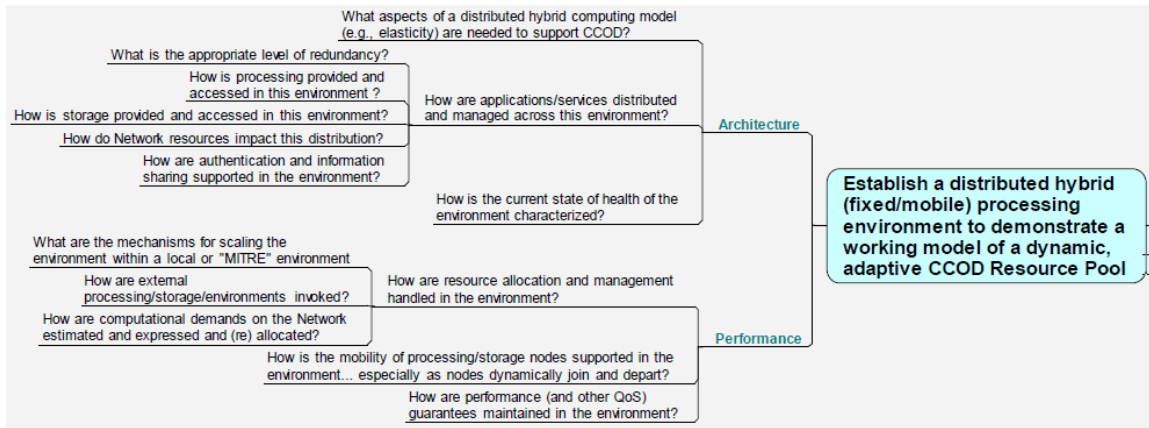 What aspects of a distributed hybrid computing model
(e.g., elasticity) are needed to support CCOD?
What is the appropriate level of redundancy?
How is processing provided and
accessed in this environment ?
How is storage provided and accessed in this environment?
How do Network resources impact this distribution?
How are authentication and information
sharing supported in the environment?
How are applications/services distributed
and managed across this environment?
How is the current state of health of the
environment characterized?
Architecture
What are the mechanisms for scaling the
environment within a local or "MITRE" environment
How are external
processing/storage/environments invoked?
How are computational demands on the Network
estimated and expressed and (re) allocated?
How are resource allocation and management
handled in the environment?
How is the mobility of processing/storage nodes supported in the
environment... especially as nodes dynamically join and depart?
How are performance (and other QoS)
guarantees maintained in the environment?
Performance
Establish a distributed hybrid
(fixed/mobile) processing
environment to demonstrate a
working model of a dynamic,
adaptive CCOD Resource Pool